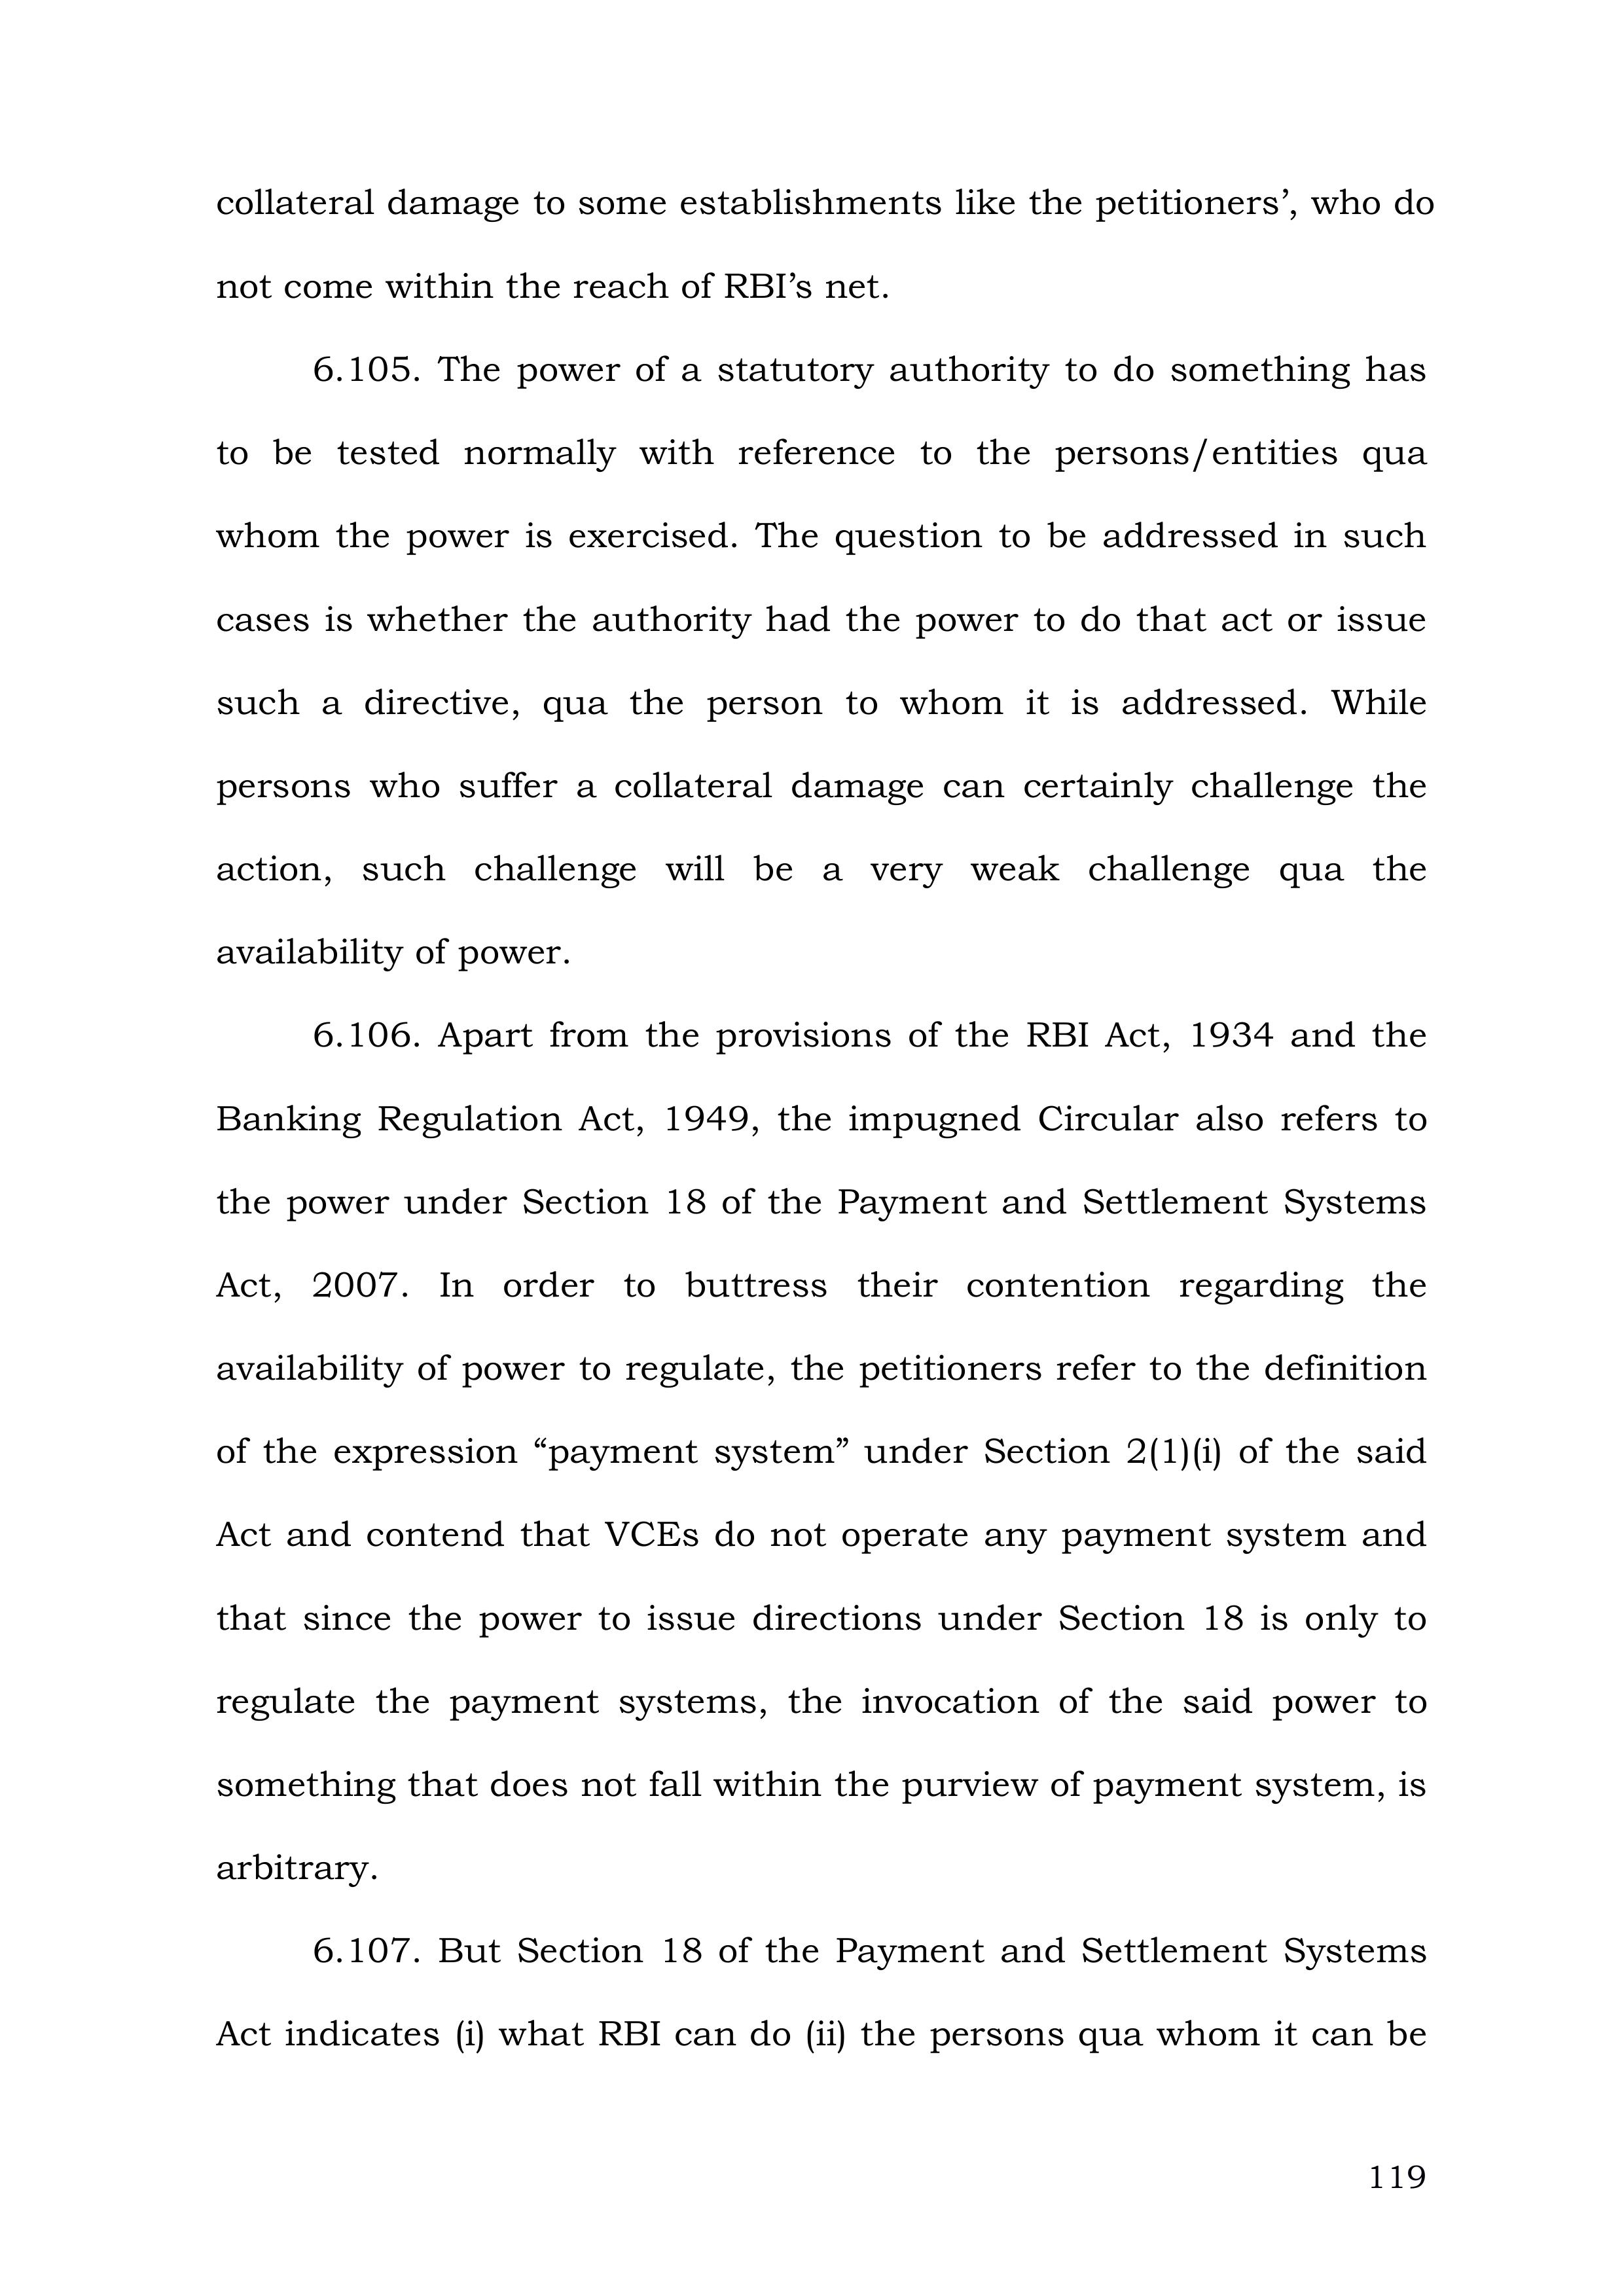 collateral damage to some establishments like the petitioners’, who do
not come within the reach of RBI’s net.
6.105. The power of a statutory authority to do something has
to be tested normally with reference to the persons/entities qua
whom the power is exercised. The question to be addressed in such
cases is whether the authority had the power to do that act or issue
such a directive, qua the person to whom it is addressed. While
persons who suffer a collateral damage can certainly challenge the
action, such challenge will be a very weak challenge qua the
availability of power.
6.106. Apart from the provisions of the RBI Act, 1934 and the
Banking Regulation Act, 1949, the impugned Circular also refers to
the power under Section 18 of the Payment and Settlement Systems
Act, 2007. In order to buttress their contention regarding the
availability of power to regulate, the petitioners refer to the definition
of the expression “payment system” under Section 2(1)(i) of the said
Act and contend that VCEs do not operate any payment system and
that since the power to issue directions under Section 18 is only to
regulate the payment systems, the invocation of the said power to
something that does not fall within the purview of payment system, is
arbitrary.
6.107. But Section 18 of the Payment and Settlement Systems
Act indicates (i) what RBI can do (ii) the persons qua whom it can be
119